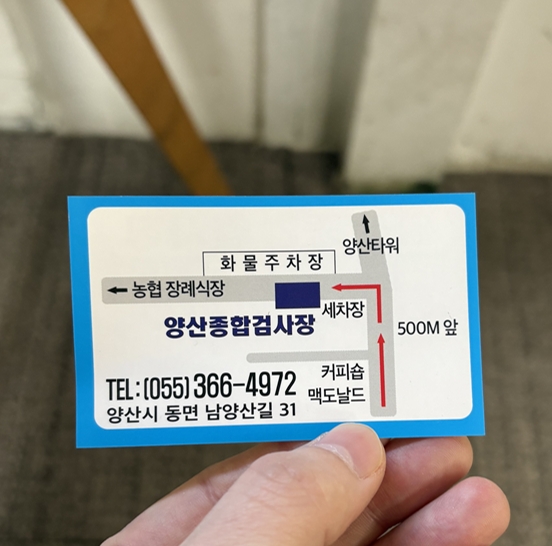 양산타워
화물주차장
농협 장례식장
세차장
양산종합검사장
500M 앞
커피숍
맥도날드
TEL:(055)366-4972
양산시 동면 남양산길 31